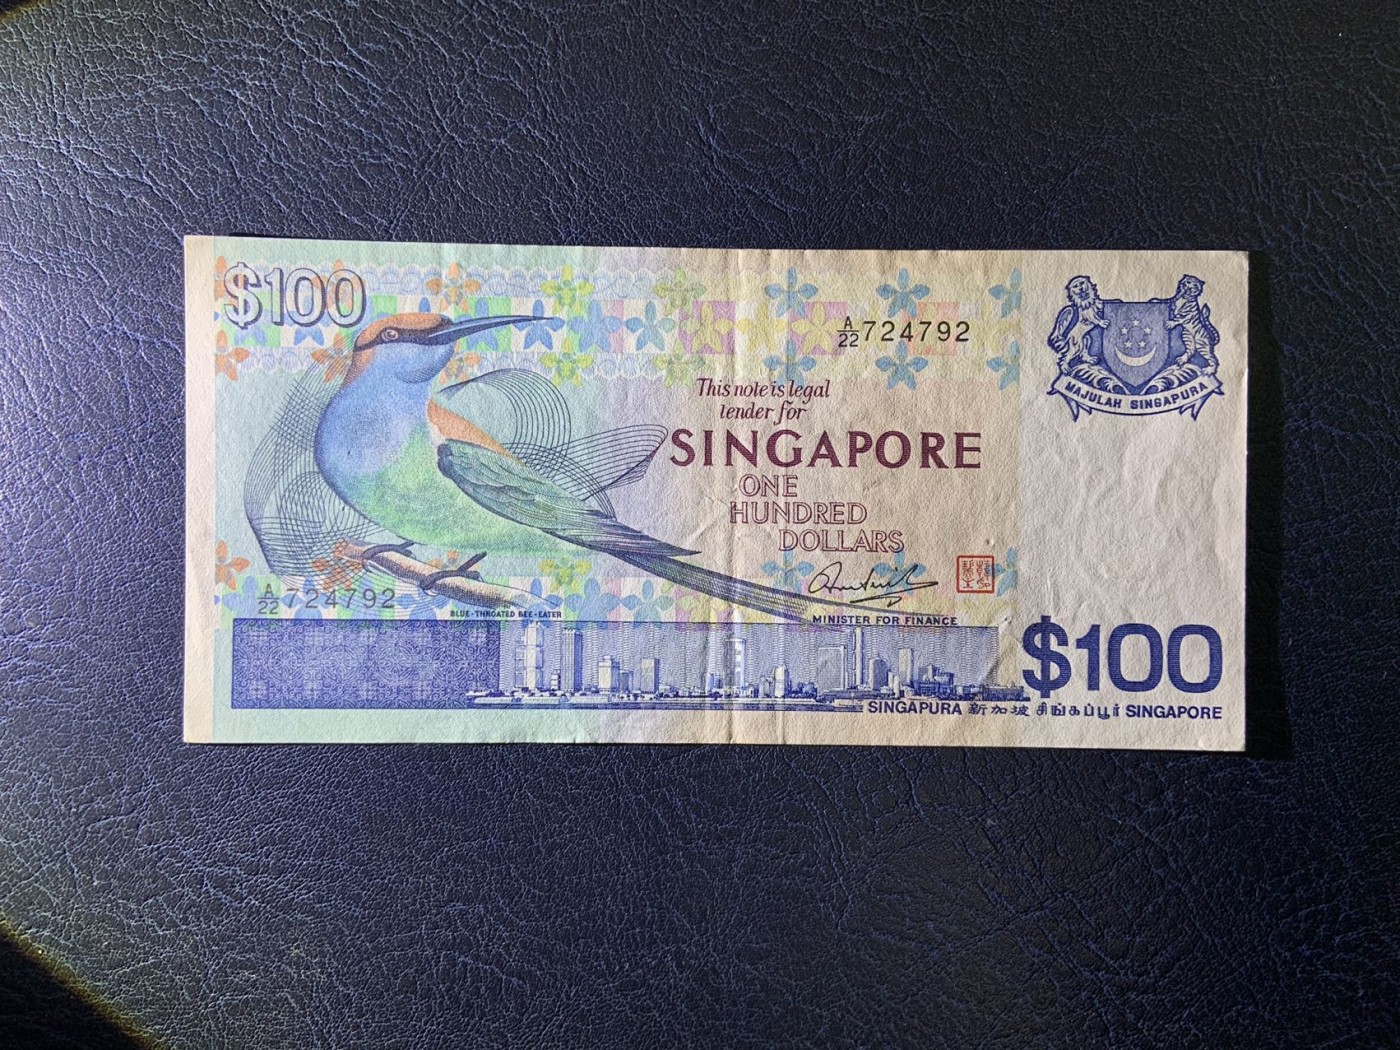 $100
A/22 724792
MAJULAH SINGAPURA
This note is legal
tender for
SINGAPORE
ONE
HUNDRED
DOLLARS
A/22 724792
BLUE-THROATED BEE-EATER
MINISTER FOR FINANCE
$100
SINGAPURA 新加坡 சிங்கப்பூர் SINGAPORE